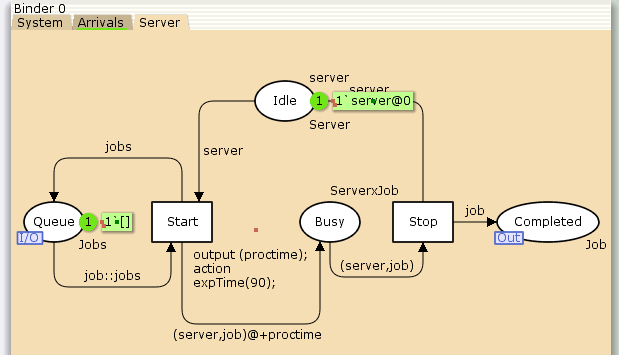 Binder 0
System Arrivals Server
server
server
Idle 1 1`server@0
Server
jobs
server
ServerxJob
Queue 1 1`[]
Start
Busy
Stop
job
Completed
I/O
Jobs
Out
Job
output (proctime);
action
expTime(90);
job::jobs
(server,job)
(server,job)@+proctime